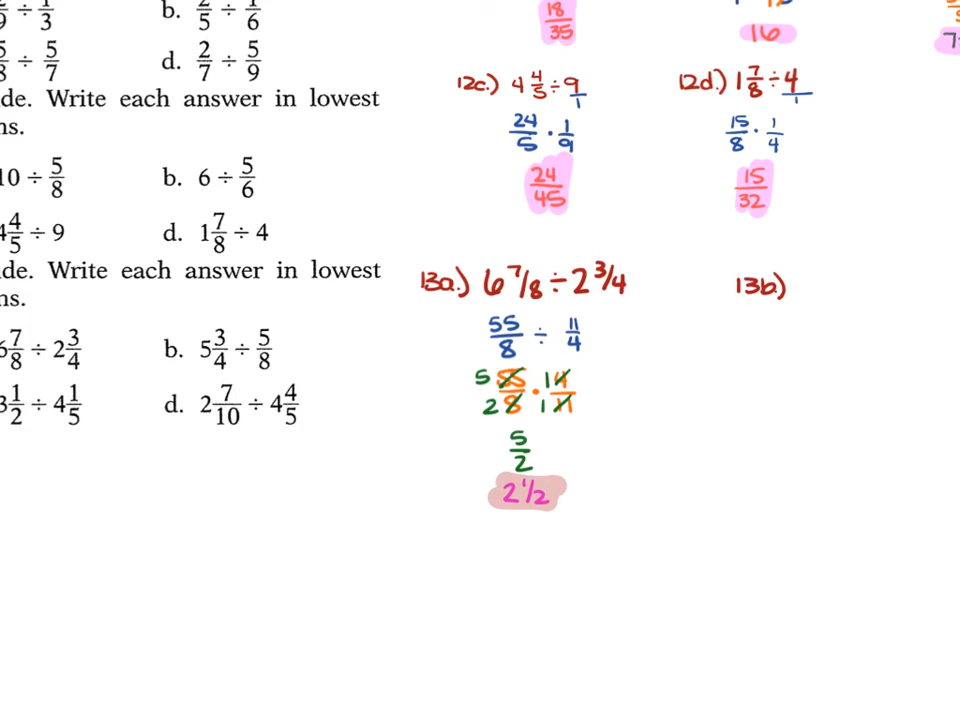 9 ÷ 1/3 b. 2/5 ÷ 1/6
5/8 ÷ 5/7 d. 2/7 ÷ 5/9
de. Write each answer in lowest
ns.
10 ÷ 5/8 b. 6 ÷ 5/6
4 4/5 ÷ 9 d. 1 7/8 ÷ 4
de. Write each answer in lowest
ns.
6 7/8 ÷ 2 3/4 b. 5 3/4 ÷ 5/8
3 1/2 ÷ 4 1/5 d. 2 7/10 ÷ 4 4/5
18/35
16
12c.) 4 4/5 ÷ 9/1
24/5 · 1/9
24/45
12d.) 1 7/8 ÷ 4/1
15/8 · 1/4
15/32
13a.) 6 7/8 ÷ 2 3/4
55/8 ÷ 11/4
5 55/8 2 · 1 4/11 1
5/2
2 1/2
13b.)